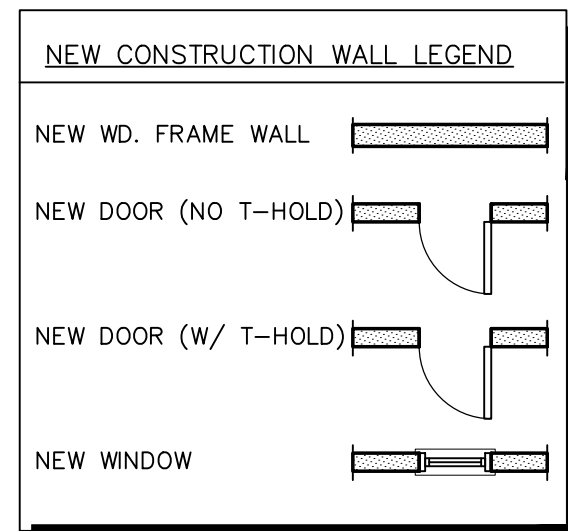 NEW CONSTRUCTION WALL LEGEND
NEW WD. FRAME WALL
NEW DOOR (NO T-HOLD)
NEW DOOR (W/ T-HOLD)
NEW WINDOW